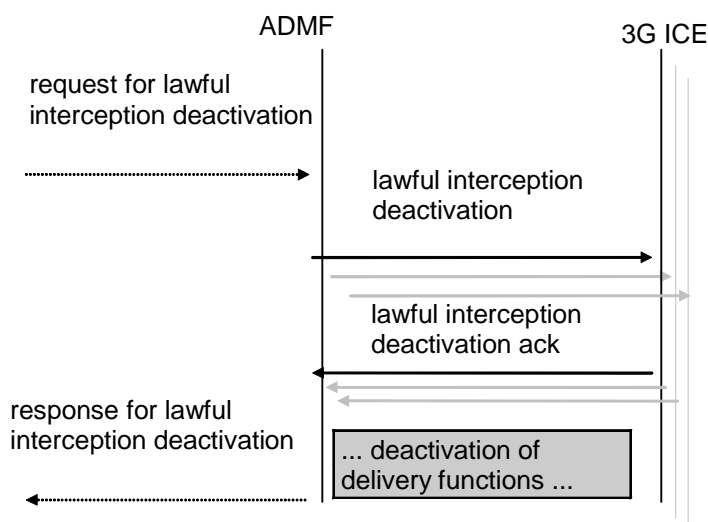 ADMF
3G ICE
request for lawful
interception deactivation
lawful interception
deactivation
lawful interception
deactivation ack
response for lawful
interception deactivation
... deactivation of
delivery functions ...